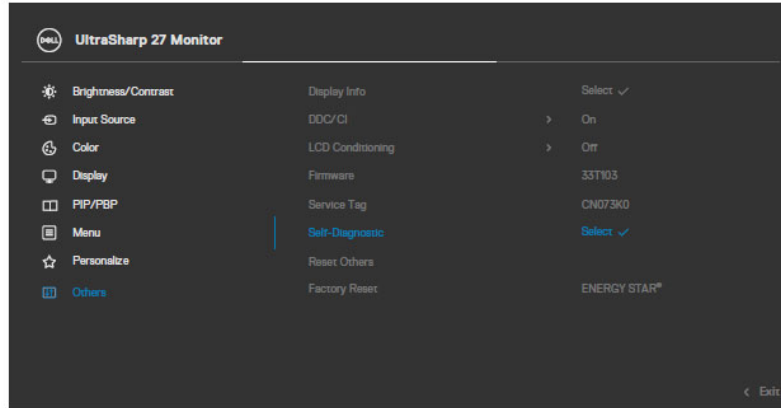 DELL
UltraSharp 27 Monitor
Brightness/Contrast
Input Source
Color
Display
PIP/PBP
Menu
Personalize
Others
Display Info Select
DDC/CI > On
LCD Conditioning > Off
Firmware 33T103
Service Tag CN073K0
Self-Diagnostic Select
Reset Others
Factory Reset ENERGY STAR®
< Exit